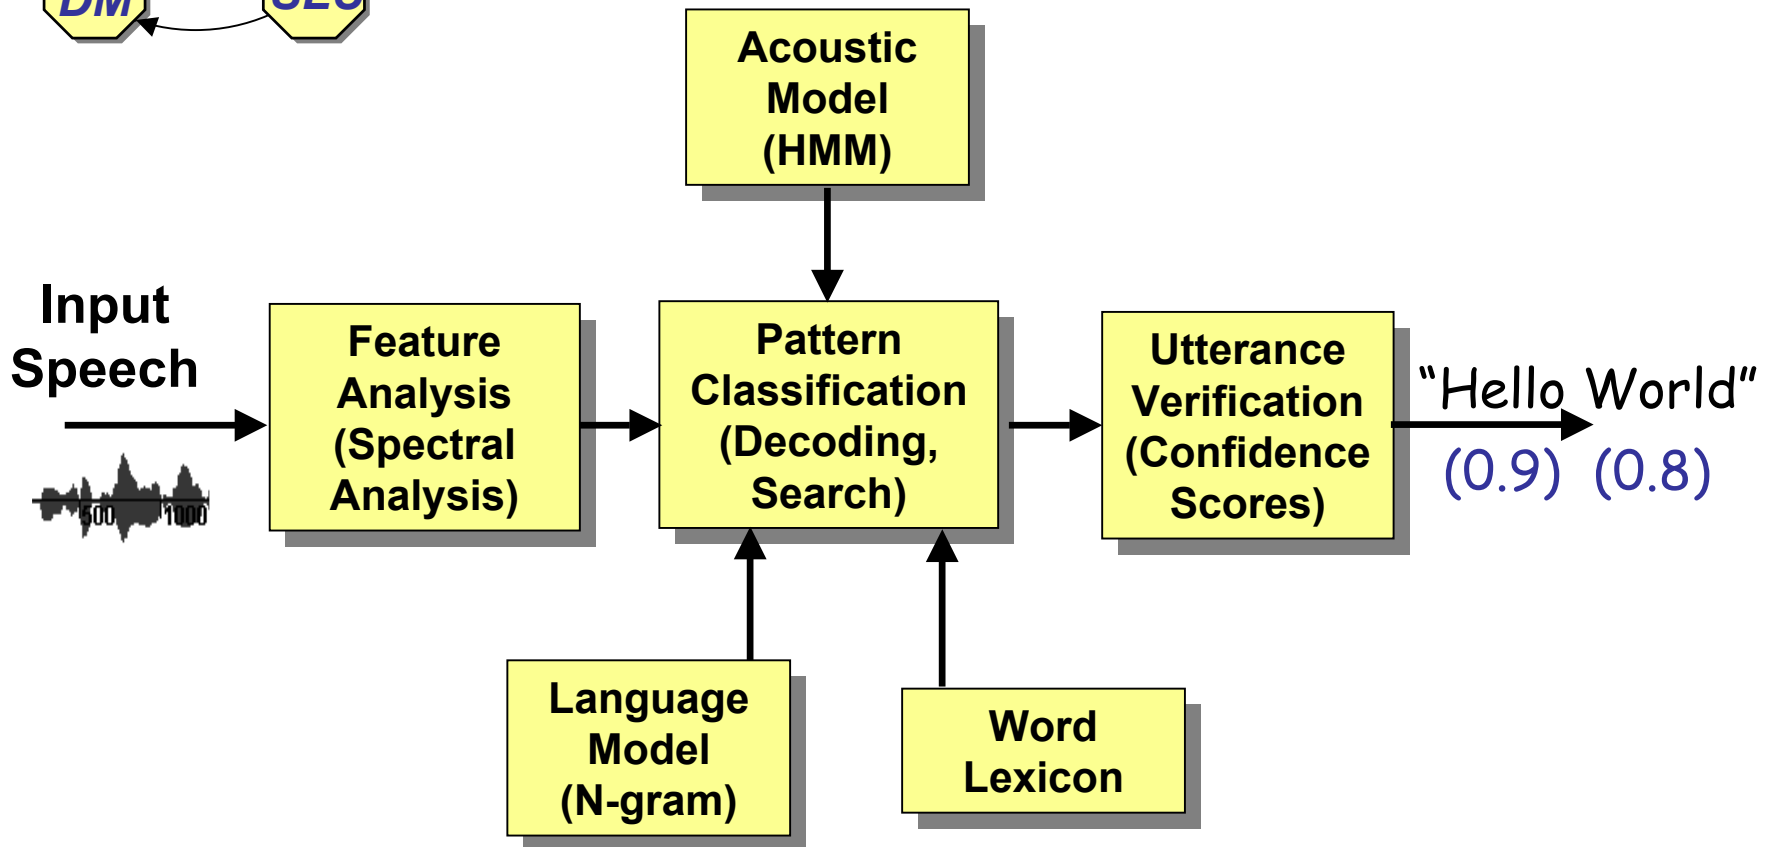 DM
Acoustic
Model
(HMM)
Input
Speech
Feature
Analysis
(Spectral
Analysis)
Pattern
Classification
(Decoding,
Search)
Utterance
Verification
(Confidence
Scores)
“Hello World”
(0.9) (0.8)
500 1000
Language
Model
(N-gram)
Word
Lexicon